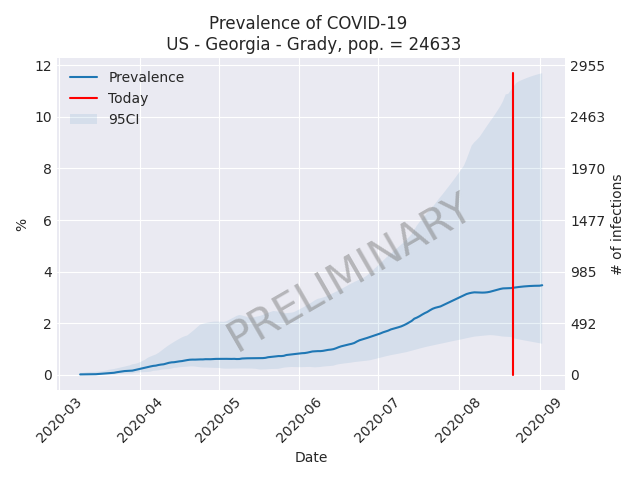 Prevalence of COVID-19
US - Georgia - Grady, pop. = 24633
Prevalence
Today
95CI
PRELIMINARY
12
10
8
6
4
2
0
%
2955
2463
1970
1477
985
492
0
# of infections
2020-03
2020-04
2020-05
2020-06
2020-07
2020-08
2020-09
Date